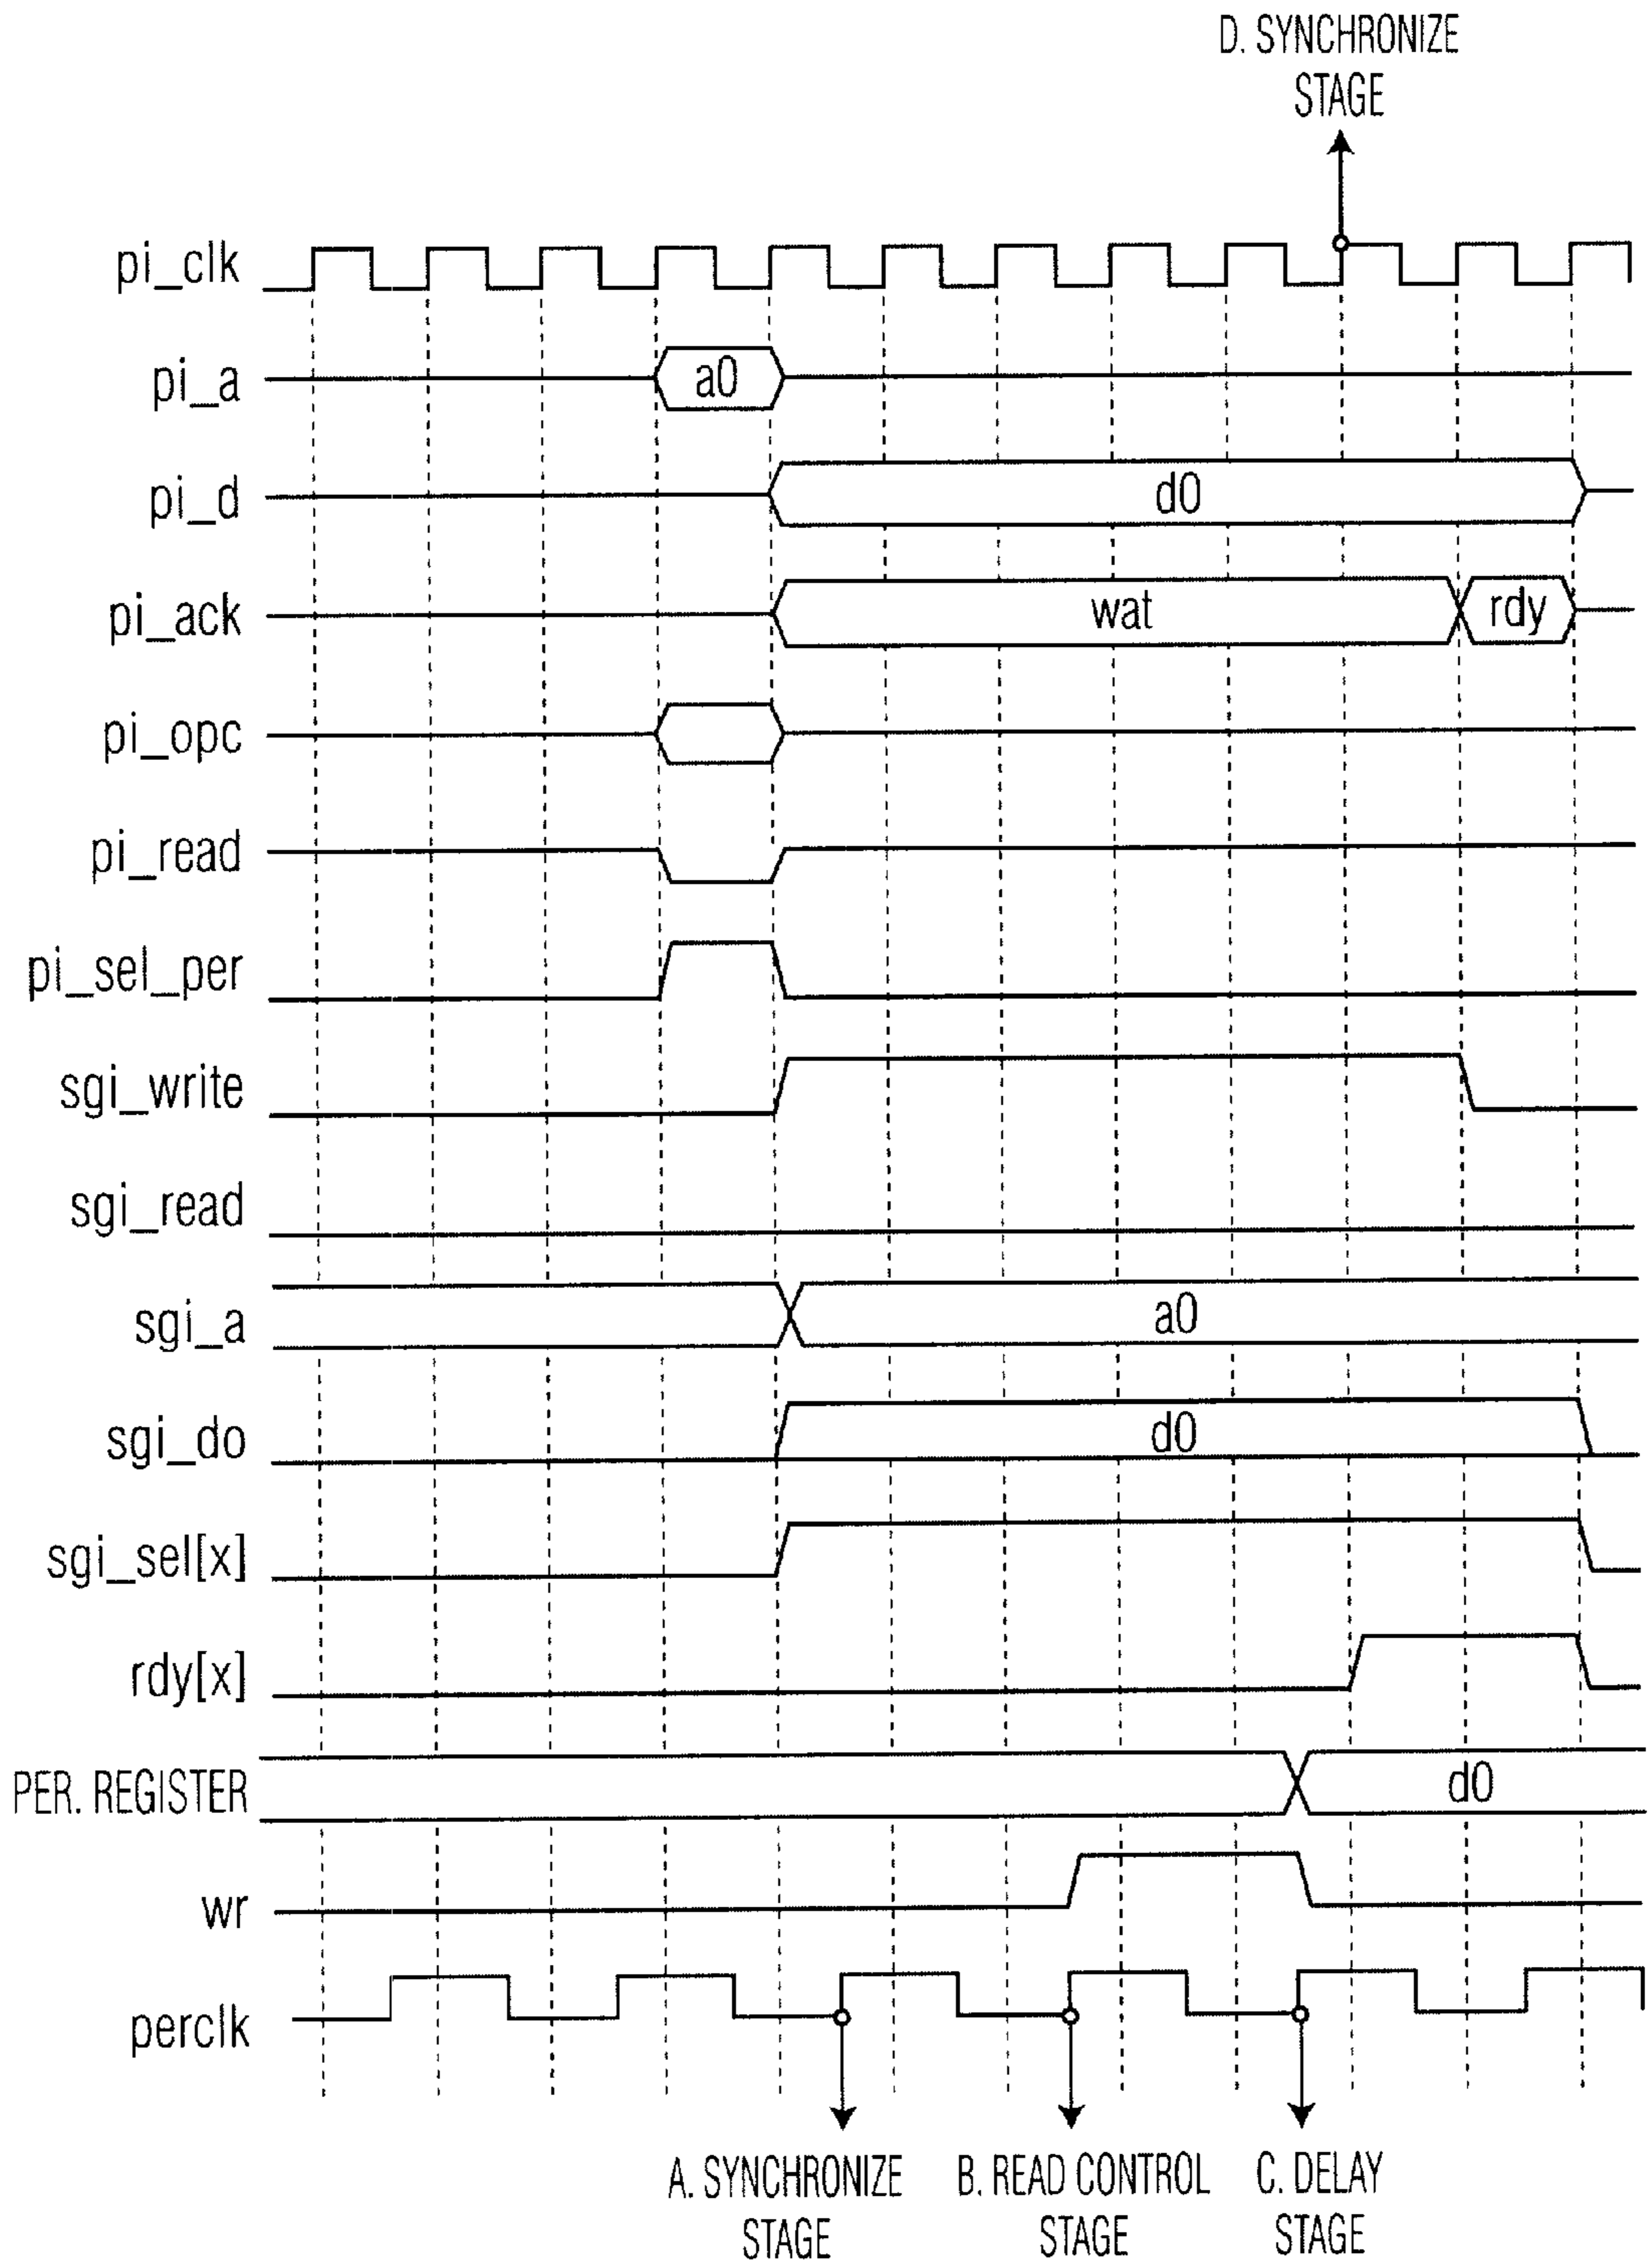 D. SYNCHRONIZE
STAGE
pi_clk
pi_a
a0
pi_d
d0
pi_ack
wat
rdy
pi_opc
pi_read
pi_sel_per
sgi_write
sgi_read
sgi_a
a0
sgi_do
d0
sgi_sel[x]
rdy[x]
PER. REGISTER
d0
wr
perclk
A. SYNCHRONIZE
STAGE
B. READ CONTROL
STAGE
C. DELAY
STAGE